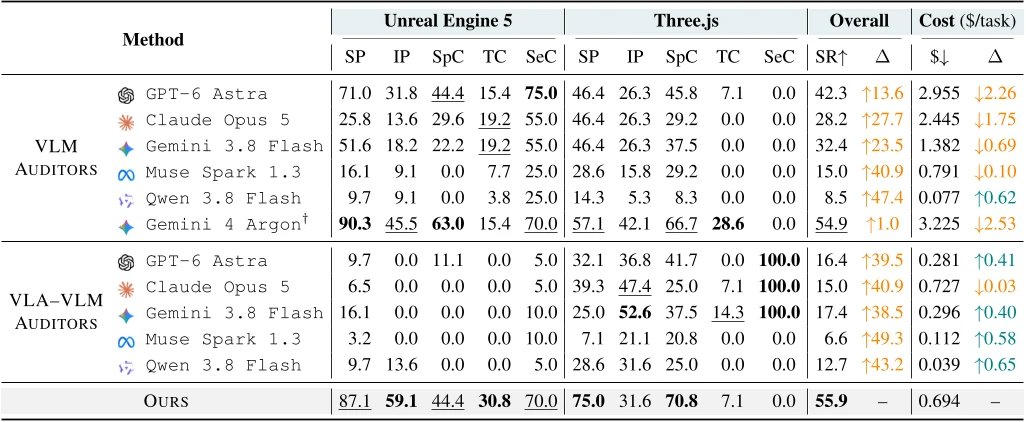 Method Unreal Engine 5 Three.js Overall Cost ($/task)
SP IP SpC TC SeC SP IP SpC TC SeC SR↑ Δ $↓ Δ
VLM AUDITORS
GPT-6 Astra 71.0 31.8 44.4 15.4 75.0 46.4 26.3 45.8 7.1 0.0 42.3 ↑13.6 2.955 ↓2.26
Claude Opus 5 25.8 13.6 29.6 19.2 55.0 46.4 26.3 29.2 0.0 0.0 28.2 ↑27.7 2.445 ↓1.75
Gemini 3.8 Flash 51.6 18.2 22.2 19.2 55.0 46.4 26.3 37.5 0.0 0.0 32.4 ↑23.5 1.382 ↓0.69
Muse Spark 1.3 16.1 9.1 0.0 7.7 25.0 28.6 15.8 29.2 0.0 0.0 15.0 ↑40.9 0.791 ↓0.10
Qwen 3.8 Flash 9.7 9.1 0.0 3.8 25.0 14.3 5.3 8.3 0.0 0.0 8.5 ↑47.4 0.077 ↑0.62
Gemini 4 Argon† 90.3 45.5 63.0 15.4 70.0 57.1 42.1 66.7 28.6 0.0 54.9 ↑1.0 3.225 ↓2.53
VLA–VLM AUDITORS
GPT-6 Astra 9.7 0.0 11.1 0.0 5.0 32.1 36.8 41.7 0.0 100.0 16.4 ↑39.5 0.281 ↑0.41
Claude Opus 5 6.5 0.0 0.0 0.0 5.0 39.3 47.4 25.0 7.1 100.0 15.0 ↑40.9 0.727 ↓0.03
Gemini 3.8 Flash 16.1 0.0 0.0 0.0 10.0 25.0 52.6 37.5 14.3 100.0 17.4 ↑38.5 0.296 ↑0.40
Muse Spark 1.3 3.2 0.0 0.0 0.0 10.0 7.1 21.1 20.8 0.0 0.0 6.6 ↑49.3 0.112 ↑0.58
Qwen 3.8 Flash 9.7 13.6 0.0 0.0 5.0 28.6 31.6 25.0 0.0 0.0 12.7 ↑43.2 0.039 ↑0.65
OURS 87.1 59.1 44.4 30.8 70.0 75.0 31.6 70.8 7.1 0.0 55.9 – 0.694 –